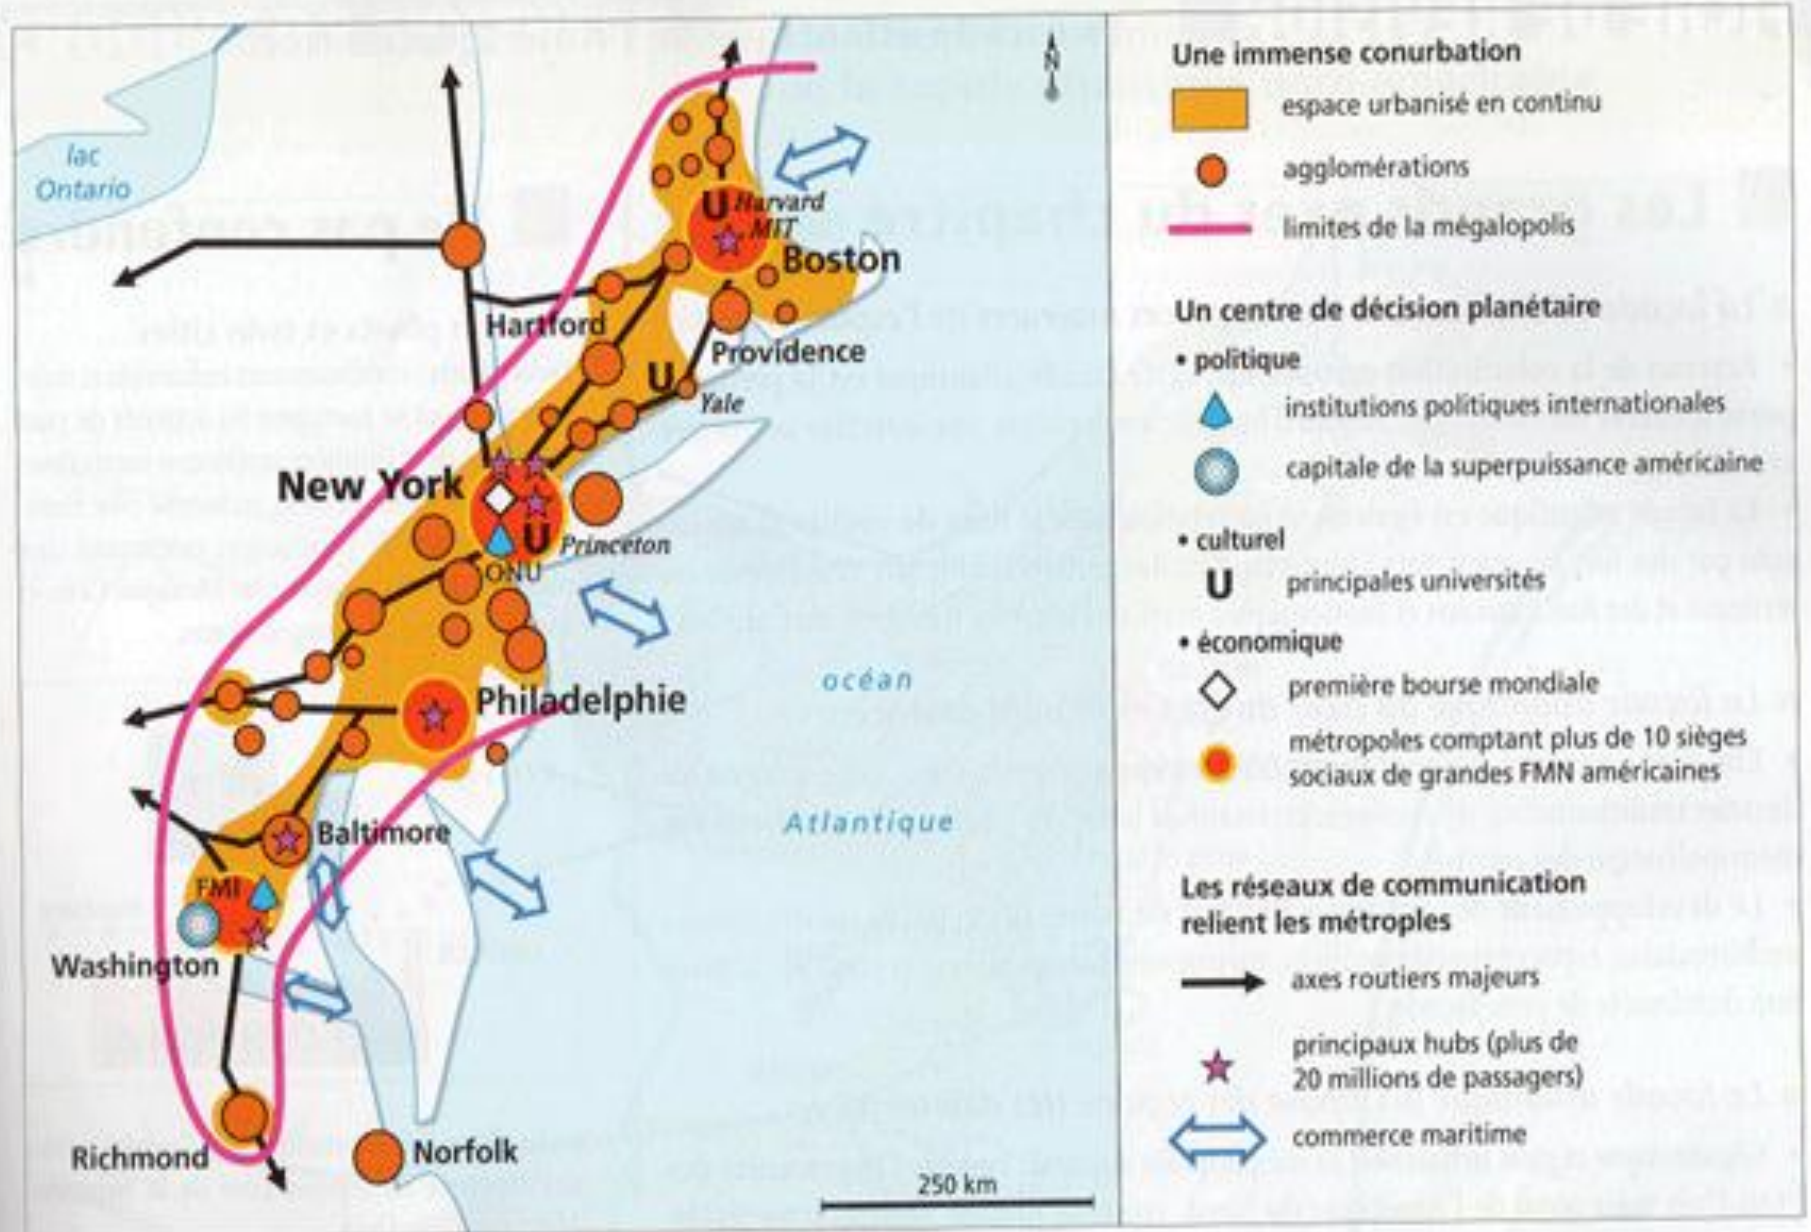 lac
Ontario
N
U Harvard
MIT
Boston
Hartford
Providence
U
Yale
New York
U Princeton
ONU
océan
Philadelphie
Atlantique
Baltimore
FMI
Washington
Richmond
Norfolk
250 km
Une immense conurbation
espace urbanisé en continu
agglomérations
limites de la mégalopolis
Un centre de décision planétaire
• politique
institutions politiques internationales
capitale de la superpuissance américaine
• culturel
U principales universités
• économique
première bourse mondiale
métropoles comptant plus de 10 sièges
sociaux de grandes FMN américaines
Les réseaux de communication
relient les métroples
axes routiers majeurs
principaux hubs (plus de
20 millions de passagers)
commerce maritime